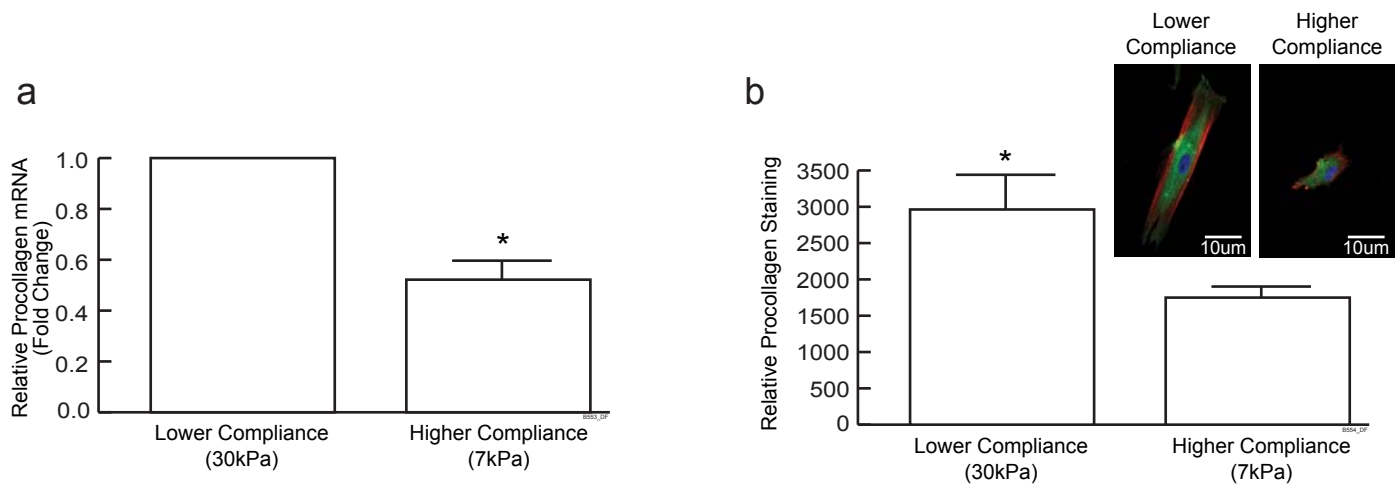 a
Relative Procollagen mRNA
(Fold Change)
1.0
0.8
0.6
0.4
0.2
0.0
*
B553_DF
Lower Compliance
(30kPa)
Higher Compliance
(7kPa)
b
Lower
Compliance
Higher
Compliance
10um
10um
Relative Procollagen Staining
3500
3000
2500
2000
1500
1000
500
0
*
B554_DF
Lower Compliance
(30kPa)
Higher Compliance
(7kPa)